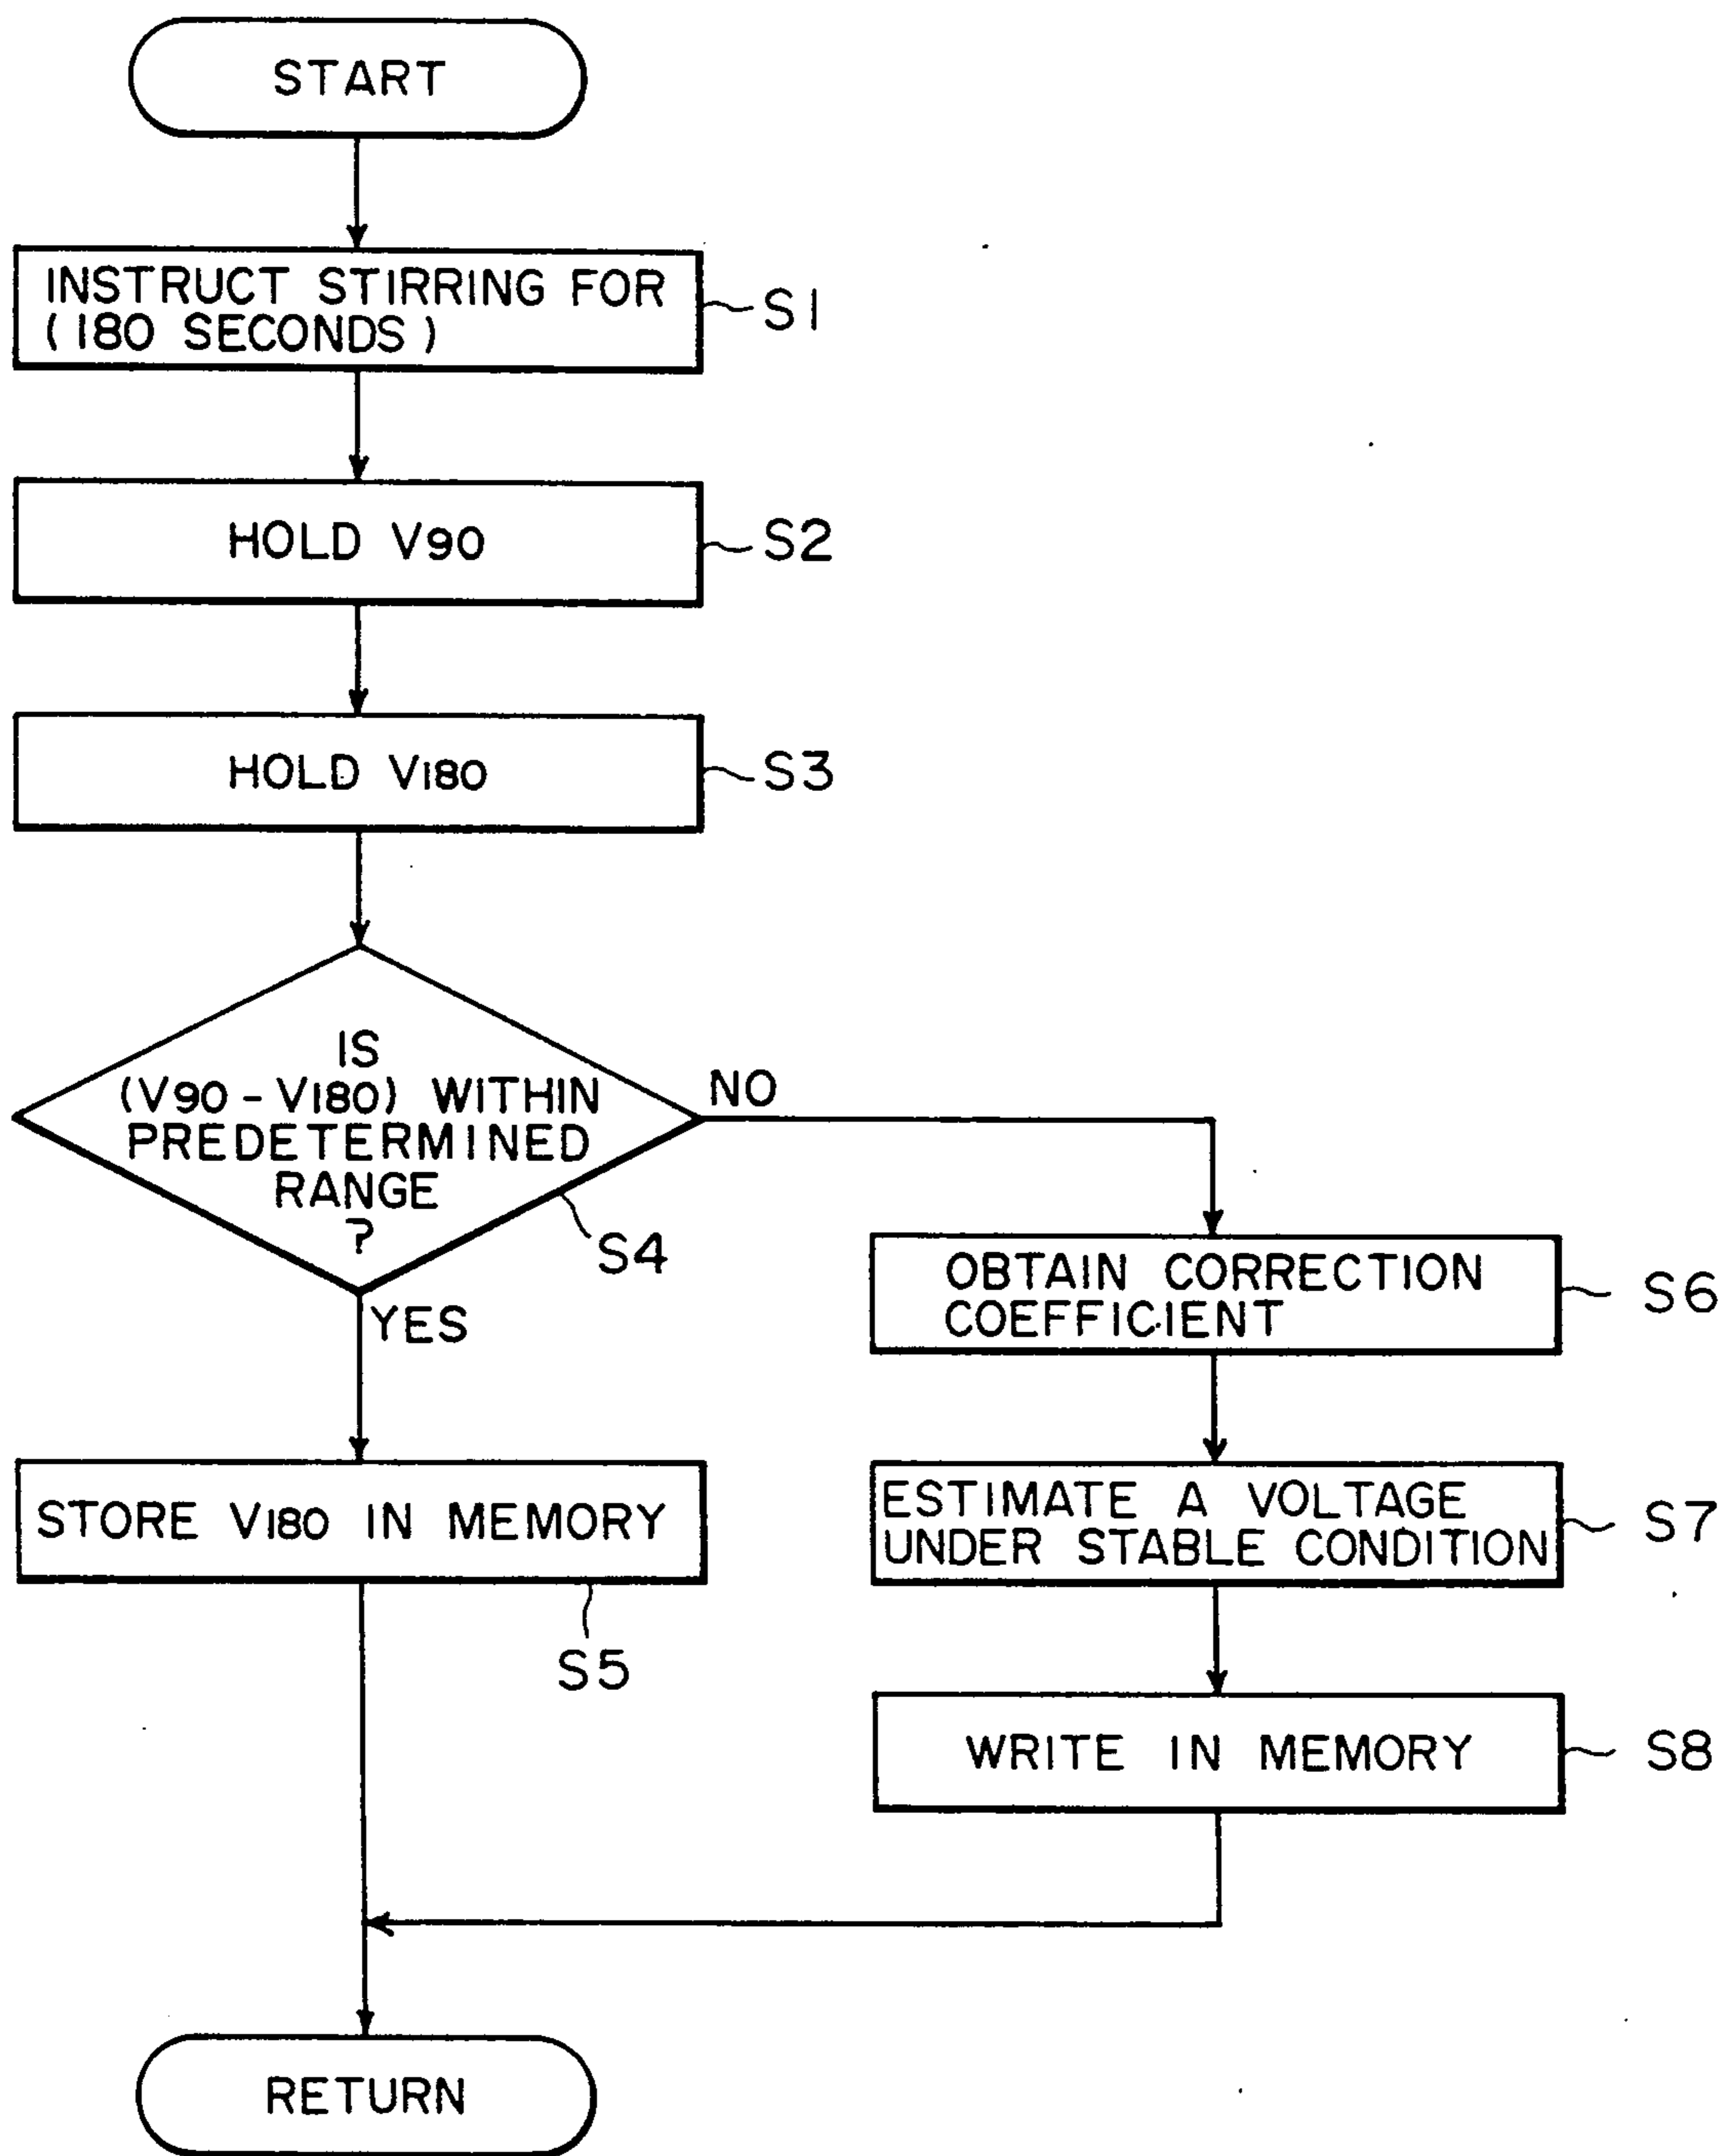 START
INSTRUCT STIRRING FOR
(180 SECONDS)
S1
HOLD V90
S2
HOLD V180
S3
IS
(V90-V180) WITHIN
PREDETERMINED
RANGE
?
NO
S4
YES
OBTAIN CORRECTION
COEFFICIENT
S6
STORE V180 IN MEMORY
S5
ESTIMATE A VOLTAGE
UNDER STABLE CONDITION
S7
WRITE IN MEMORY
S8
RETURN